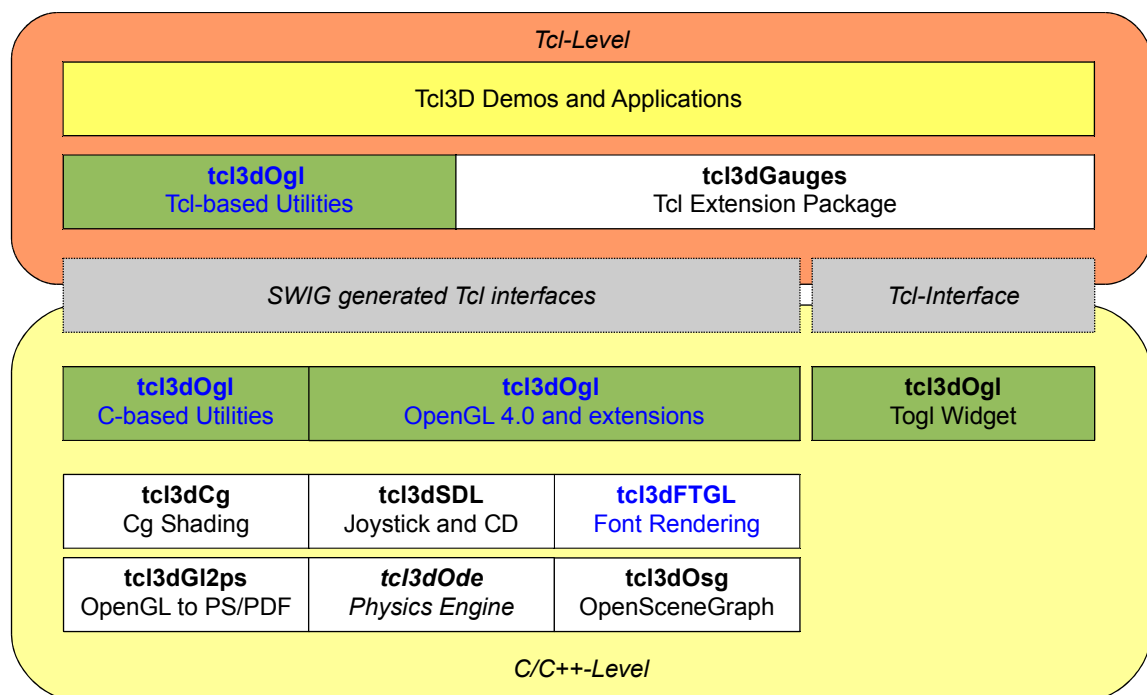 Tcl-Level
Tcl3D Demos and Applications
tcl3dOgl
Tcl-based Utilities
tcl3dGauges
Tcl Extension Package
SWIG generated Tcl interfaces
Tcl-Interface
tcl3dOgl
C-based Utilities
tcl3dOgl
OpenGL 4.0 and extensions
tcl3dOgl
Togl Widget
tcl3dCg
Cg Shading
tcl3dSDL
Joystick and CD
tcl3dFTGL
Font Rendering
tcl3dGl2ps
OpenGL to PS/PDF
tcl3dOde
Physics Engine
tcl3dOsg
OpenSceneGraph
C/C++-Level